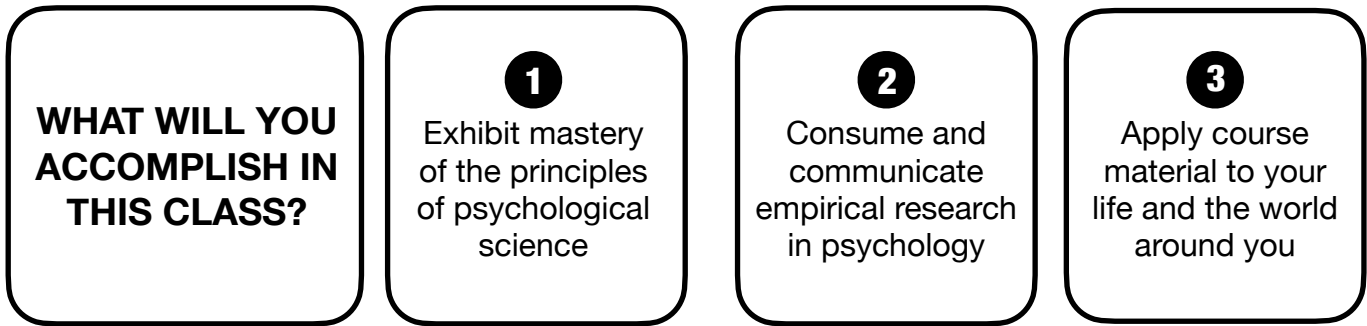 WHAT WILL YOU
ACCOMPLISH IN
THIS CLASS?
1
Exhibit mastery
of the principles
of psychological
science
2
Consume and
communicate
empirical research
in psychology
3
Apply course
material to your
life and the world
around you